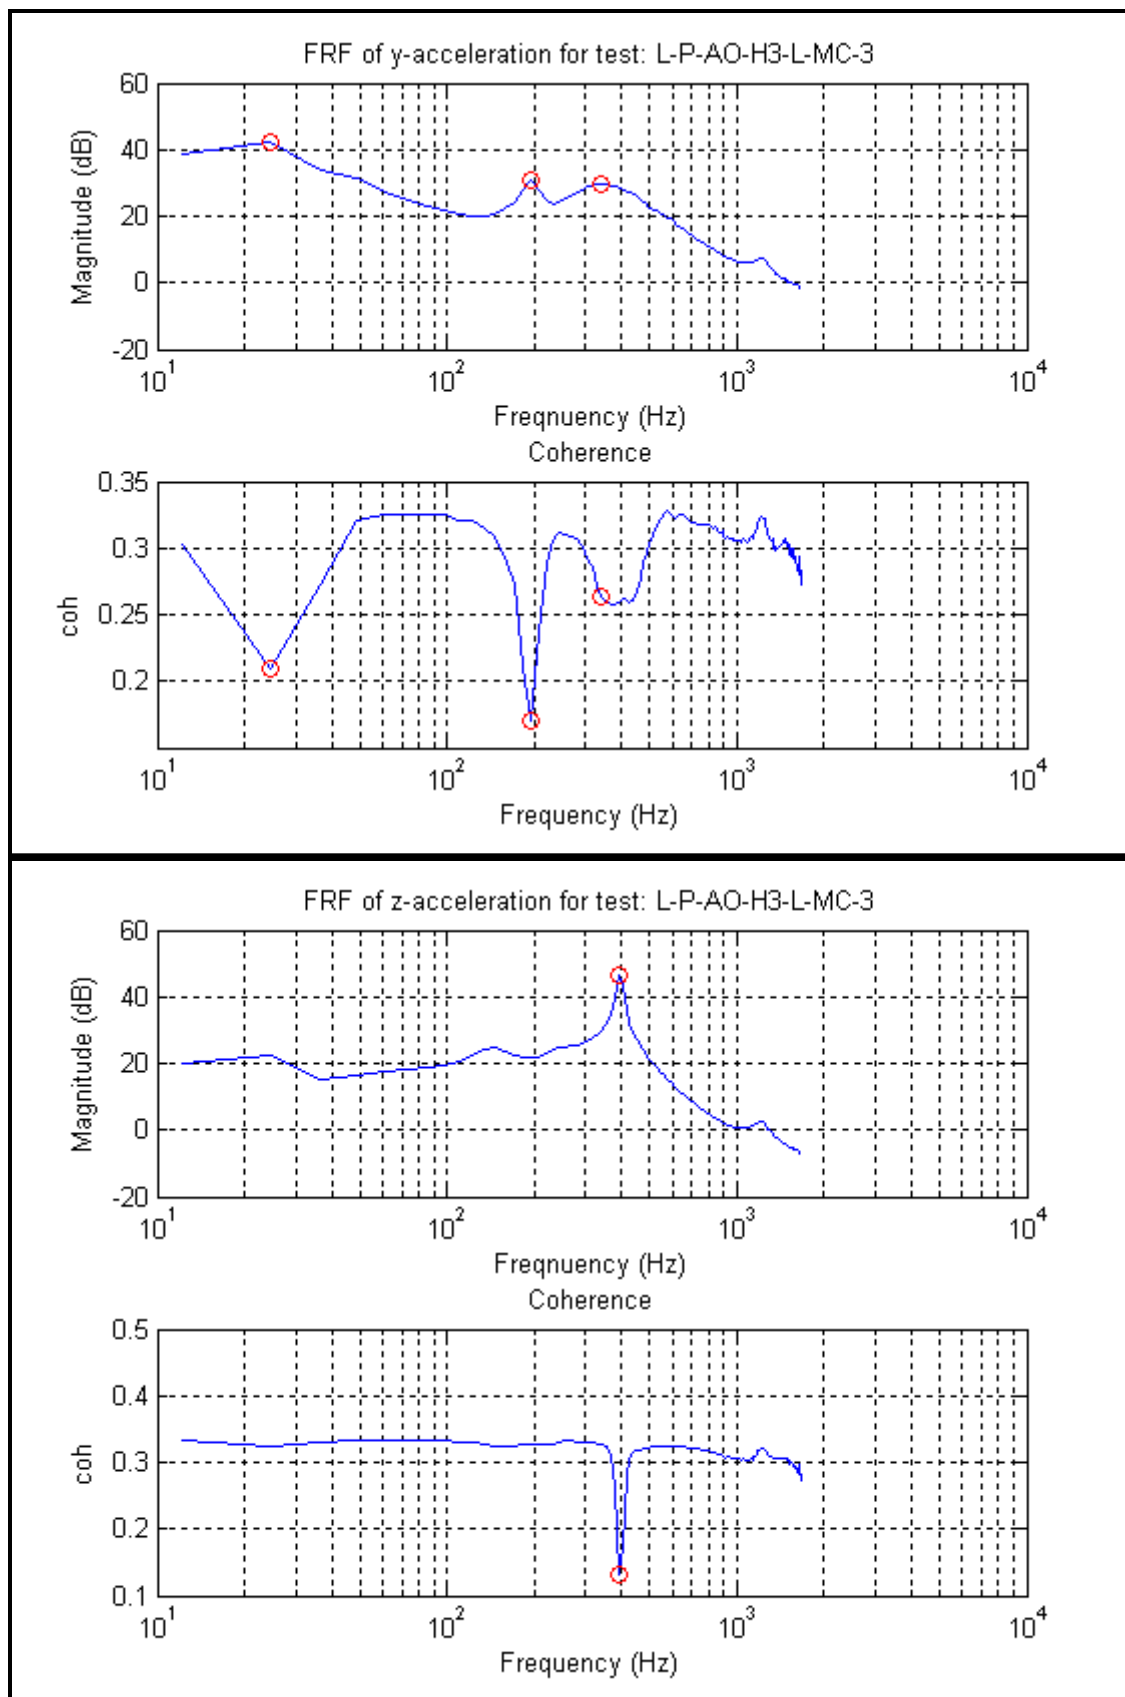 FRF of y-acceleration for test: L-P-AO-H3-L-MC-3
60
40
20
0
-20
Magnitude (dB)
10^1 10^2 10^3 10^4
Freqnuency (Hz)
Coherence
0.35
0.3
0.25
0.2
coh
10^1 10^2 10^3 10^4
Frequency (Hz)
FRF of z-acceleration for test: L-P-AO-H3-L-MC-3
60
40
20
0
-20
Magnitude (dB)
10^1 10^2 10^3 10^4
Freqnuency (Hz)
Coherence
0.5
0.4
0.3
0.2
0.1
coh
10^1 10^2 10^3 10^4
Frequency (Hz)